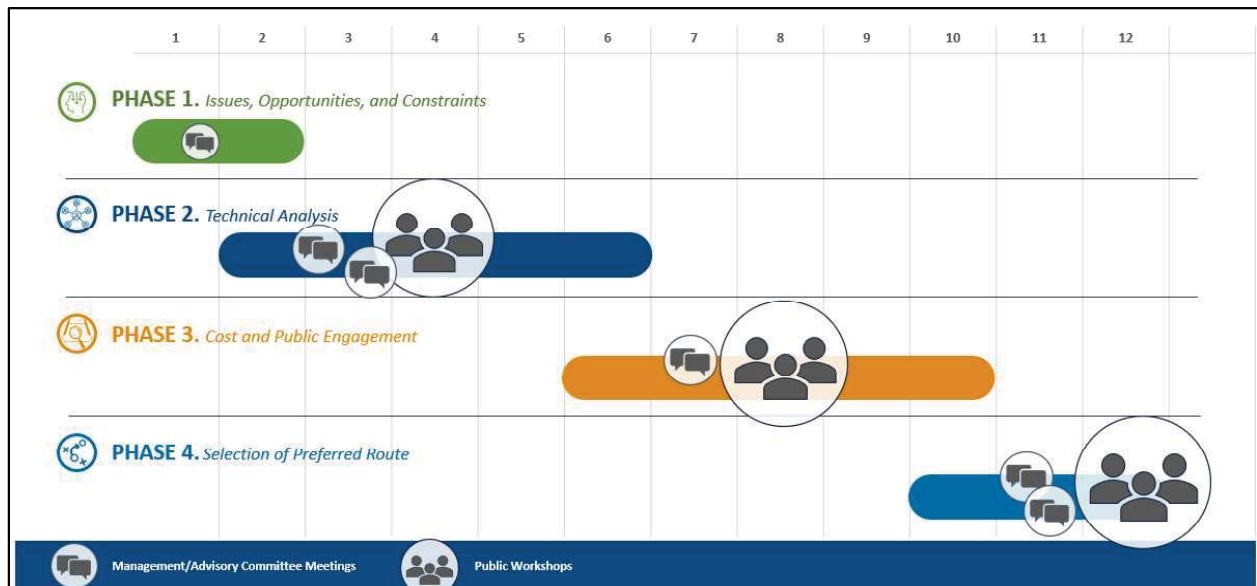 1 2 3 4 5 6 7 8 9 10 11 12
PHASE 1. Issues, Opportunities, and Constraints
PHASE 2. Technical Analysis
PHASE 3. Cost and Public Engagement
PHASE 4. Selection of Preferred Route
Management/Advisory Committee Meetings Public Workshops